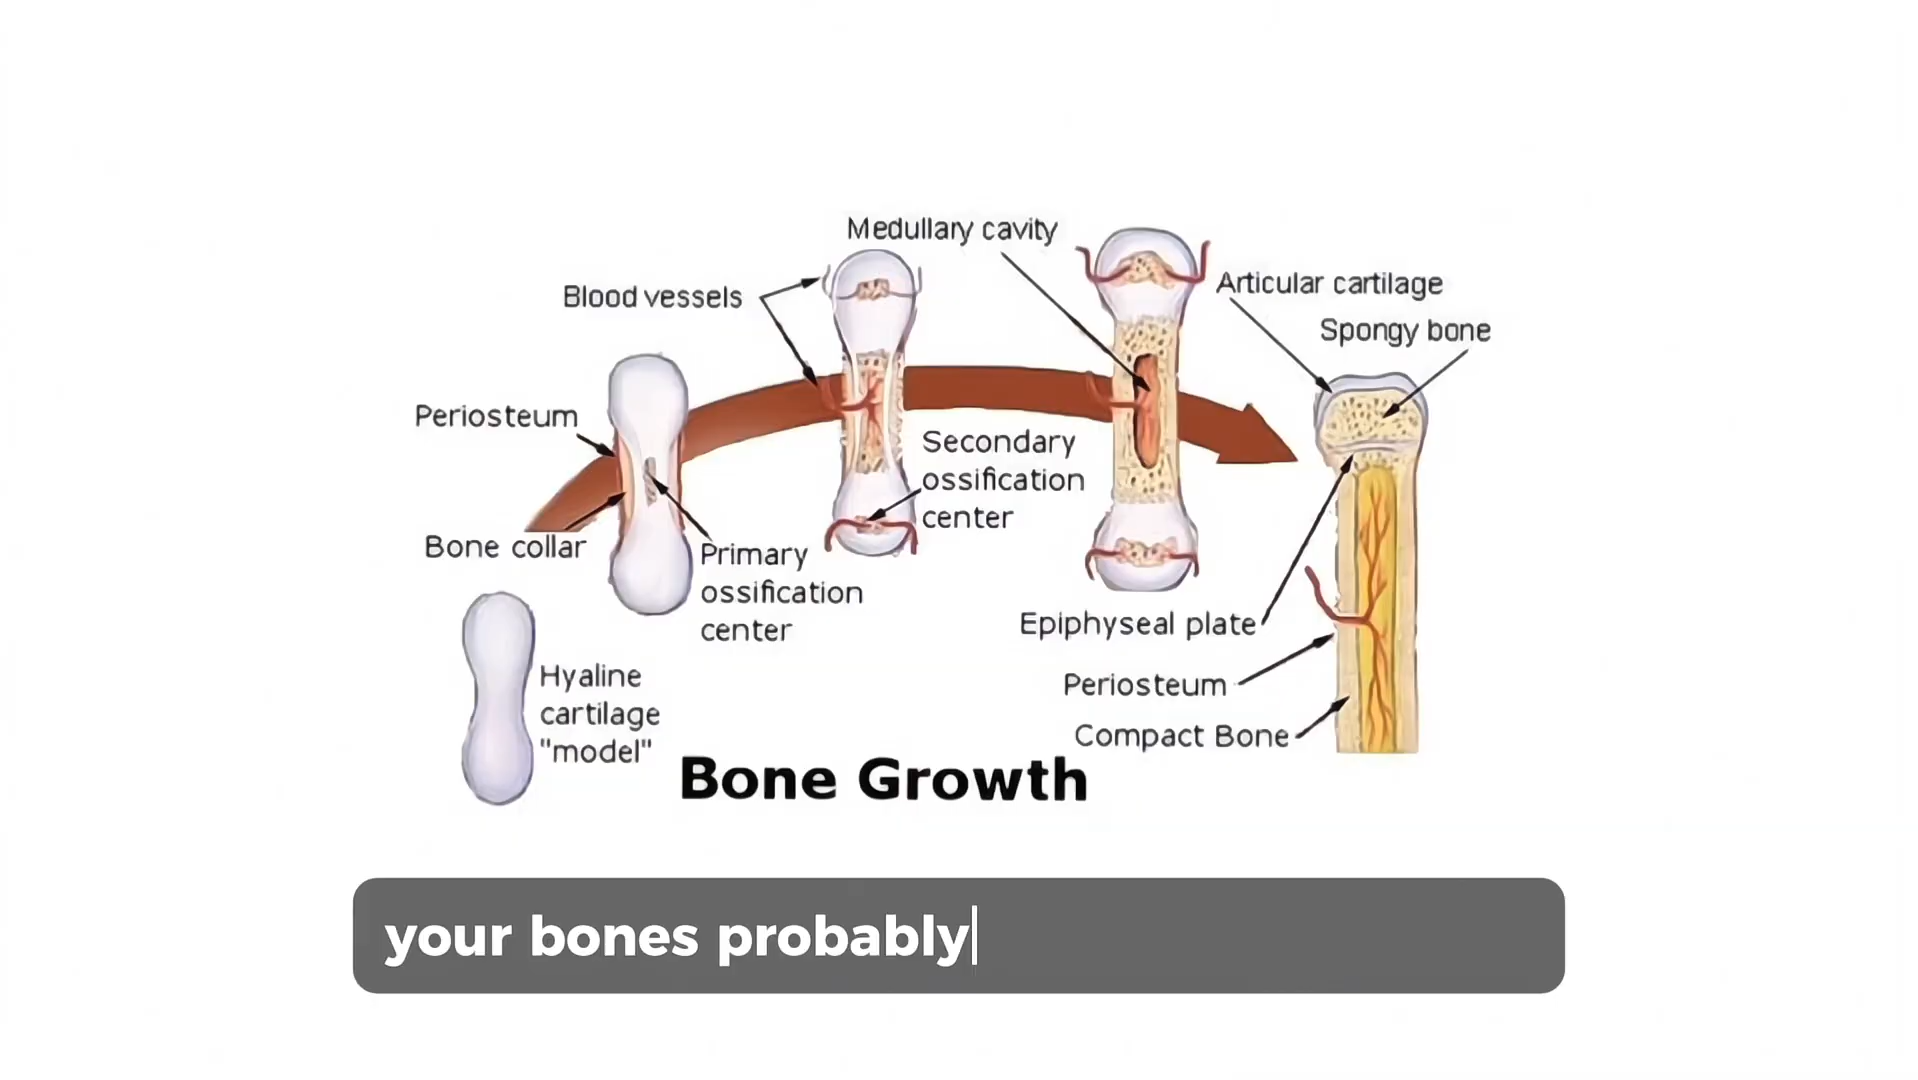 Medullary cavity
Blood vessels
Articular cartilage
Spongy bone
Periosteum
Secondary
ossification
center
Bone collar
Primary
ossification
center
Epiphyseal plate
Hyaline
cartilage
"model"
Periosteum
Compact Bone
Bone Growth
your bones probably